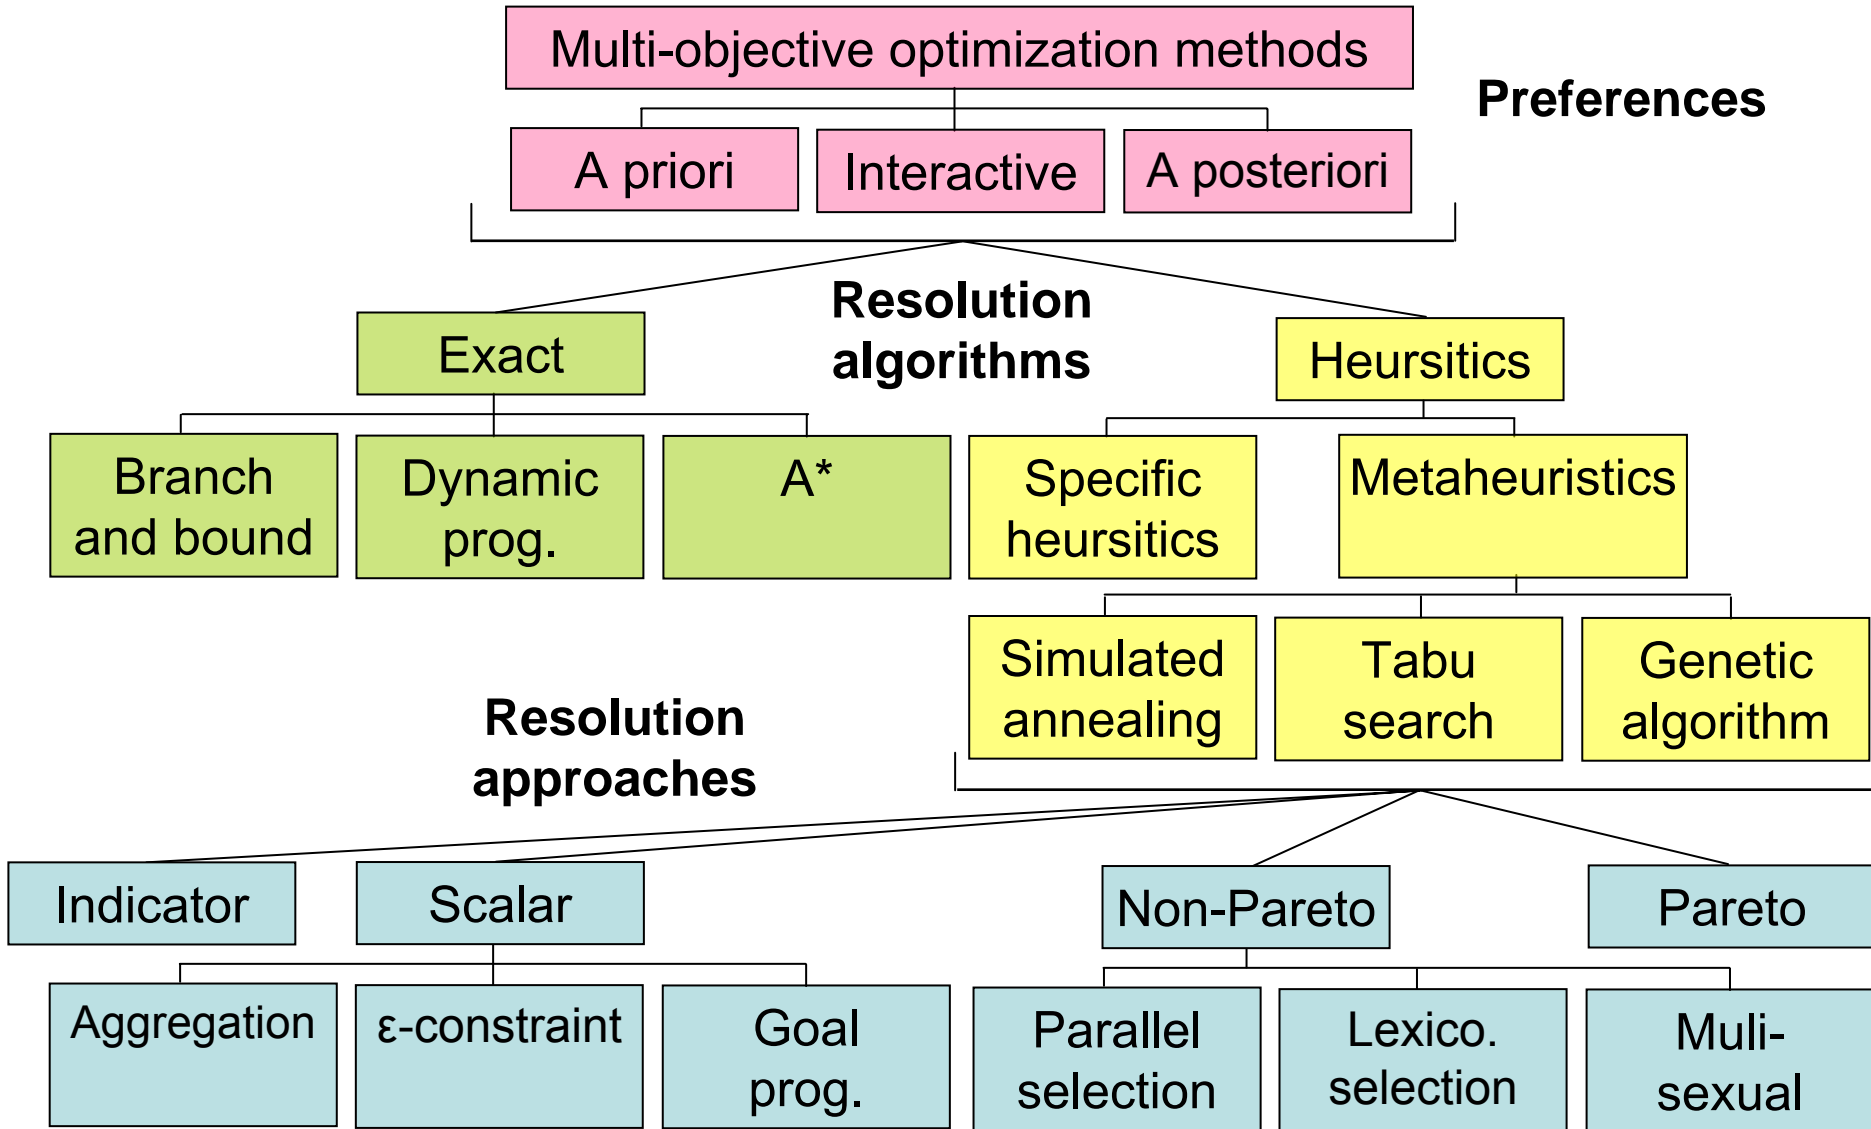 Multi-objective optimization methods
Preferences
A priori
Interactive
A posteriori
Resolution
algorithms
Exact
Heursitics
Branch
and bound
Dynamic
prog.
A*
Specific
heursitics
Metaheuristics
Simulated
annealing
Tabu
search
Genetic
algorithm
Resolution
approaches
Indicator
Scalar
Non-Pareto
Pareto
Aggregation
ε-constraint
Goal
prog.
Parallel
selection
Lexico.
selection
Muli-
sexual